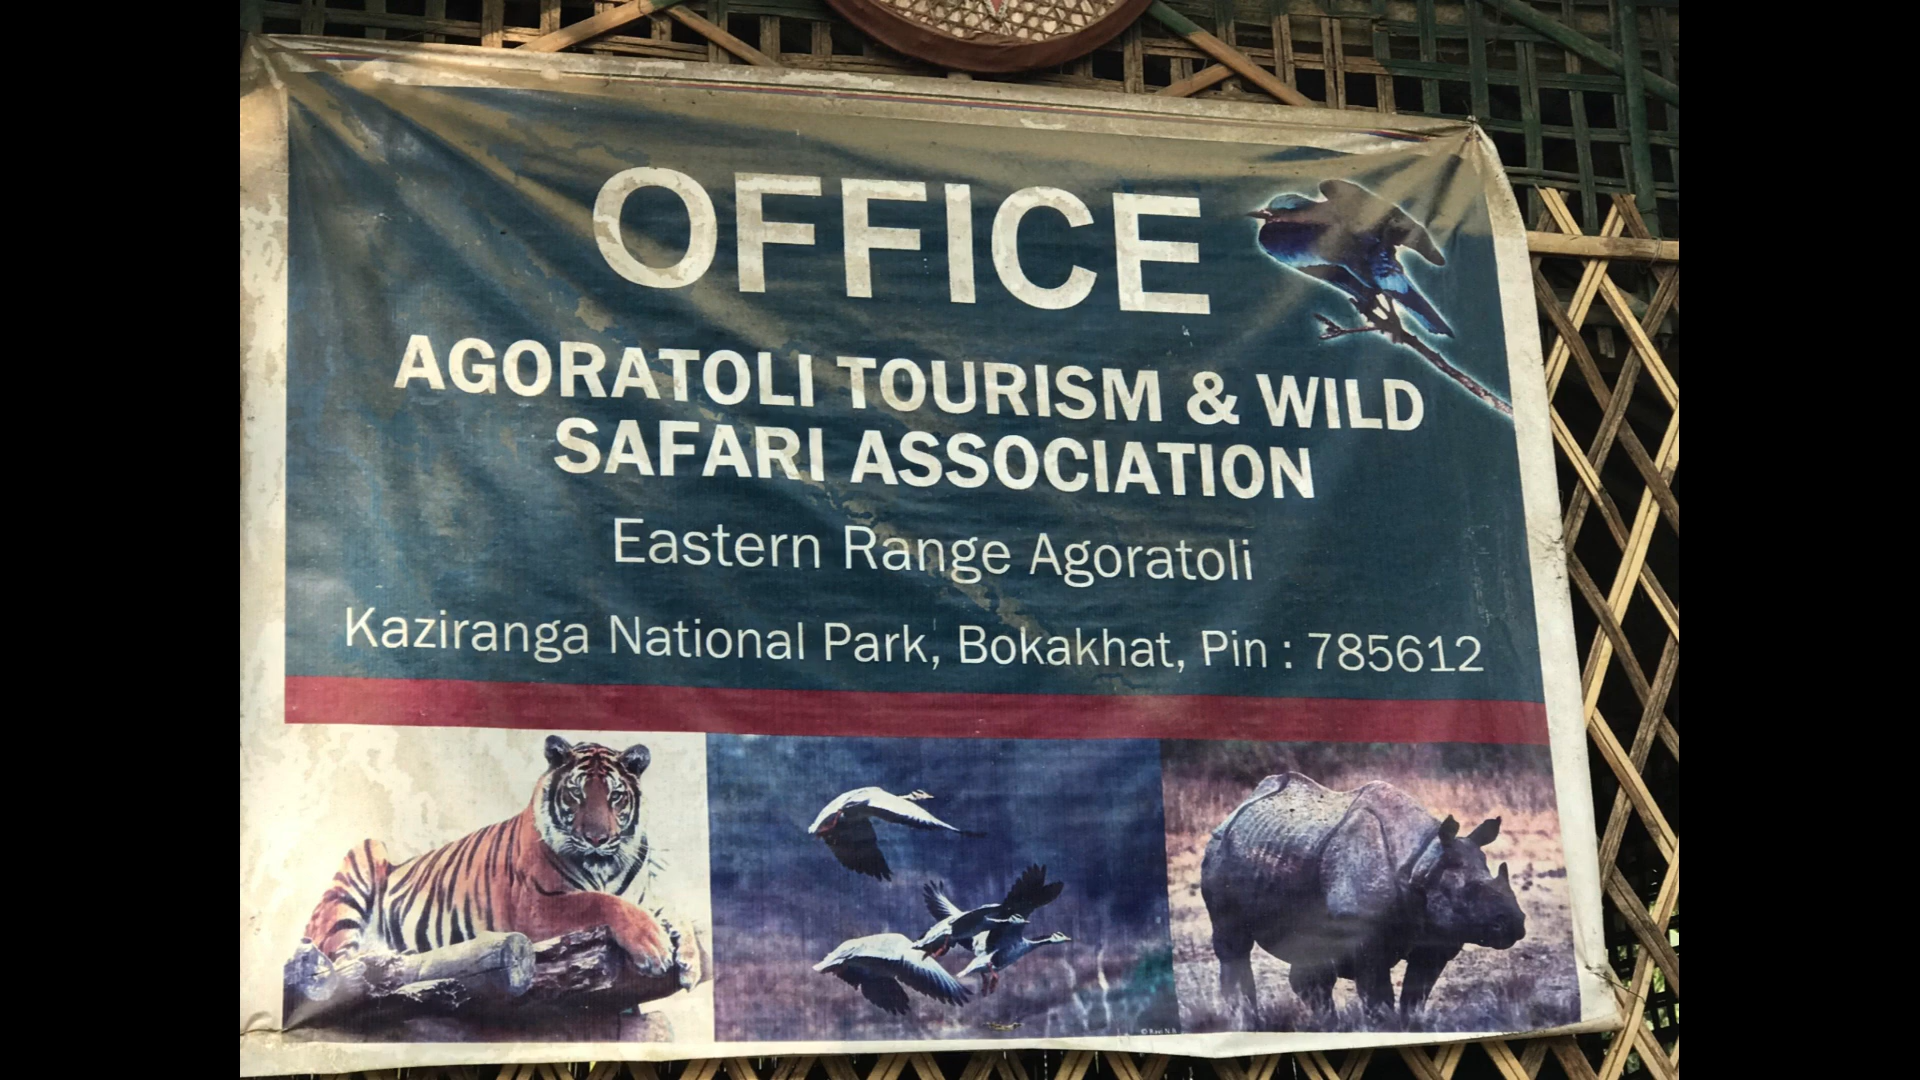 OFFICE
AGORATOLI TOURISM & WILD
SAFARI ASSOCIATION
Eastern Range Agoratoli
Kaziranga National Park, Bokakhat, Pin : 785612